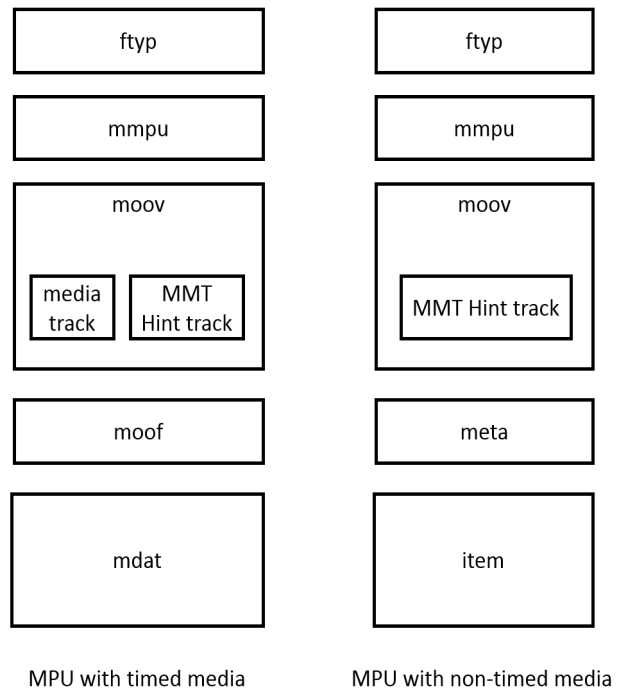 ftyp
mmpu
moov
media
track
MMT
Hint track
moof
mdat
MPU with timed media
ftyp
mmpu
moov
MMT Hint track
meta
item
MPU with non-timed media